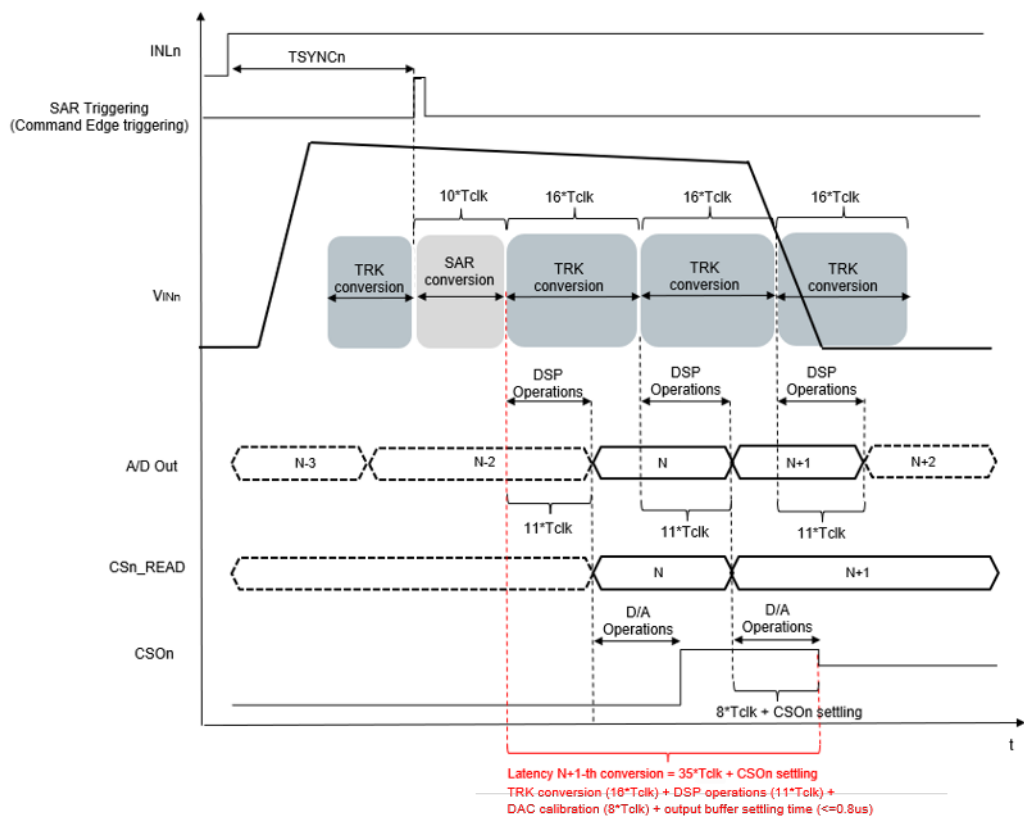 INLn
TSYNCn
SAR Triggering
(Command Edge triggering)
10*Tclk
16*Tclk
16*Tclk
16*Tclk
TRK
conversion
SAR
conversion
TRK
conversion
TRK
conversion
TRK
conversion
VINn
DSP
Operations
DSP
Operations
DSP
Operations
A/D Out
N-3
N-2
N
N+1
N+2
11*Tclk
11*Tclk
11*Tclk
CSn_READ
N
N+1
D/A
Operations
D/A
Operations
CSOn
8*Tclk + CSOn settling
t
Latency N+1-th conversion = 35*Tclk + CSOn settling
TRK conversion (16*Tclk) + DSP operations (11*Tclk) +
DAC calibration (8*Tclk) + output buffer settling time (<=0.8us)